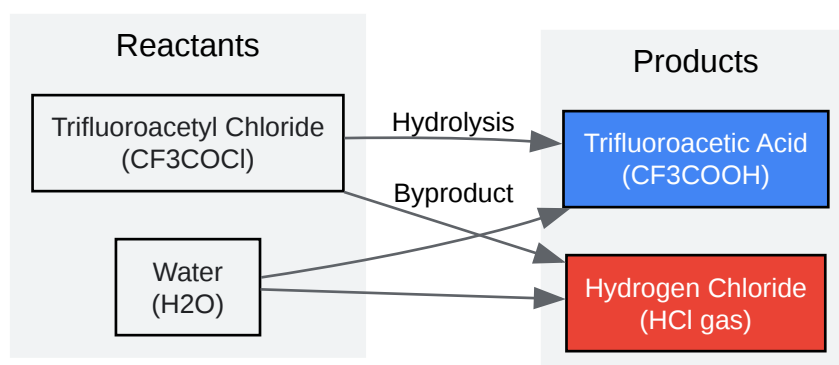 Reactants
Products
Trifluoroacetyl Chloride
(CF3COCl)
Hydrolysis
Byproduct
Trifluoroacetic Acid
(CF3COOH)
Water
(H2O)
Hydrogen Chloride
(HCl gas)